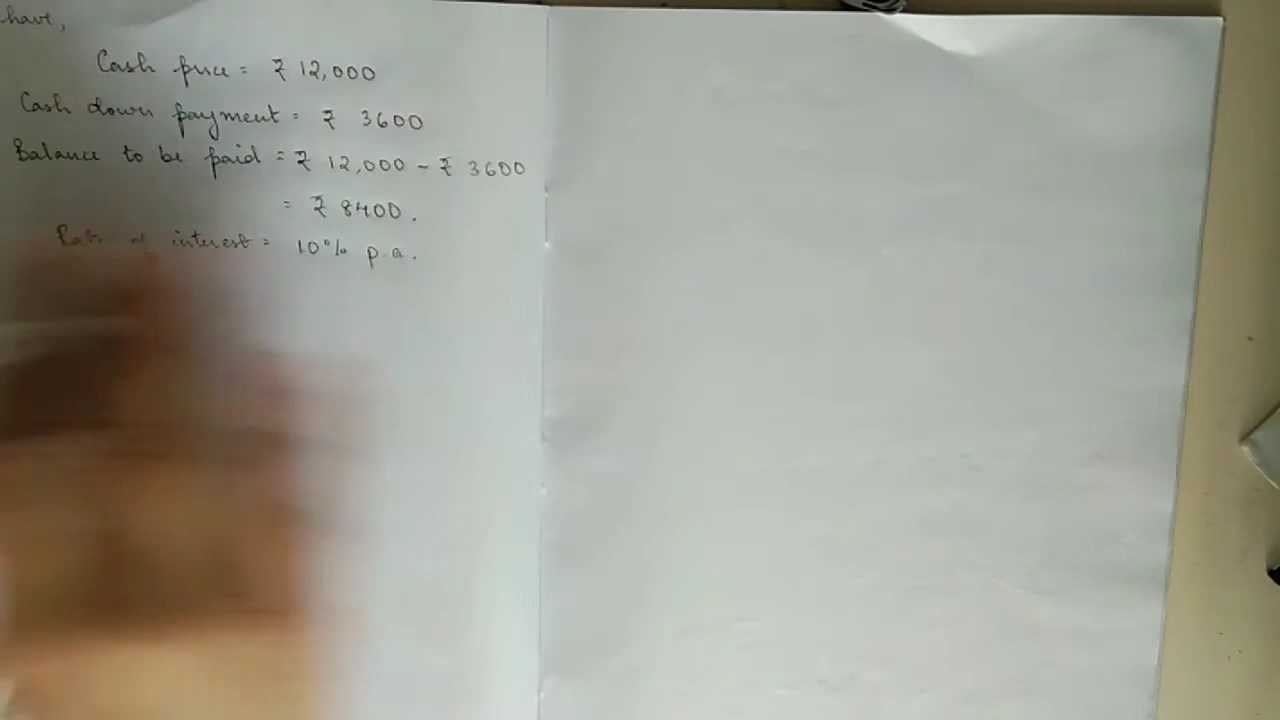 have,
Cash price = ₹ 12,000
Cash down payment = ₹ 3600
Balance to be paid = ₹ 12,000 - ₹ 3600
= ₹ 8400.
Rate of interest = 10% p.a.